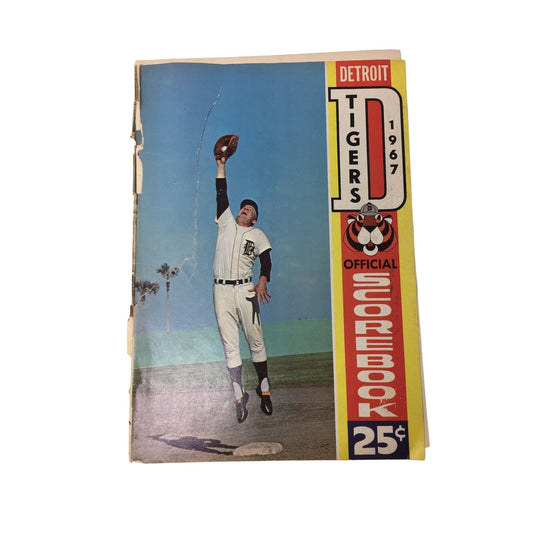 DETROIT
D
TIGERS
1967
OFFICIAL
SCOREBOOK
25¢
D